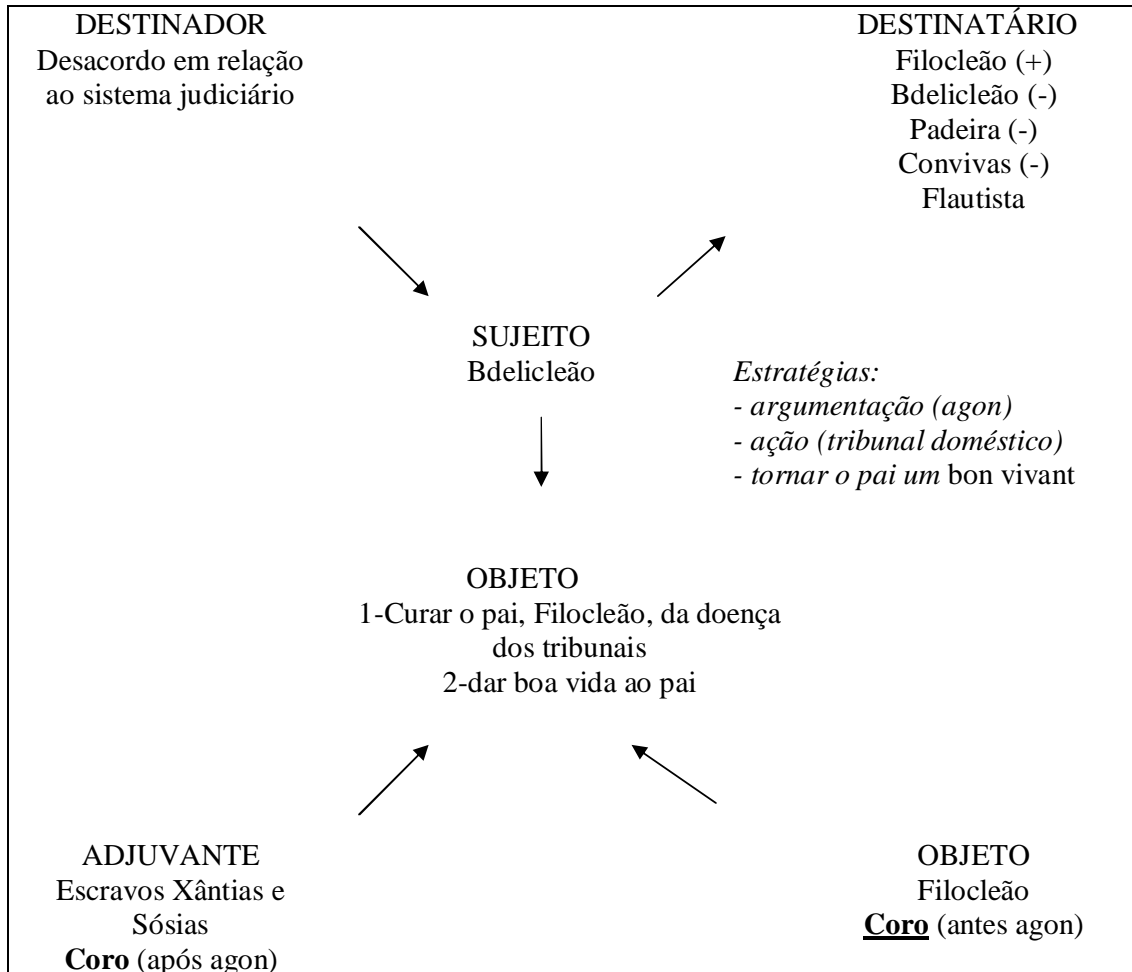 DESTINADOR
Desacordo em relação
ao sistema judiciário
DESTINATÁRIO
Filocleão (+)
Bdelicleão (-)
Padeira (-)
Convivas (-)
Flautista
SUJEITO
Bdelicleão
Estratégias:
- argumentação (agon)
- ação (tribunal doméstico)
- tornar o pai um bon vivant
OBJETO
1-Curar o pai, Filocleão, da doença
dos tribunais
2-dar boa vida ao pai
ADJUVANTE
Escravos Xântias e
Sósias
Coro (após agon)
OBJETO
Filocleão
Coro (antes agon)